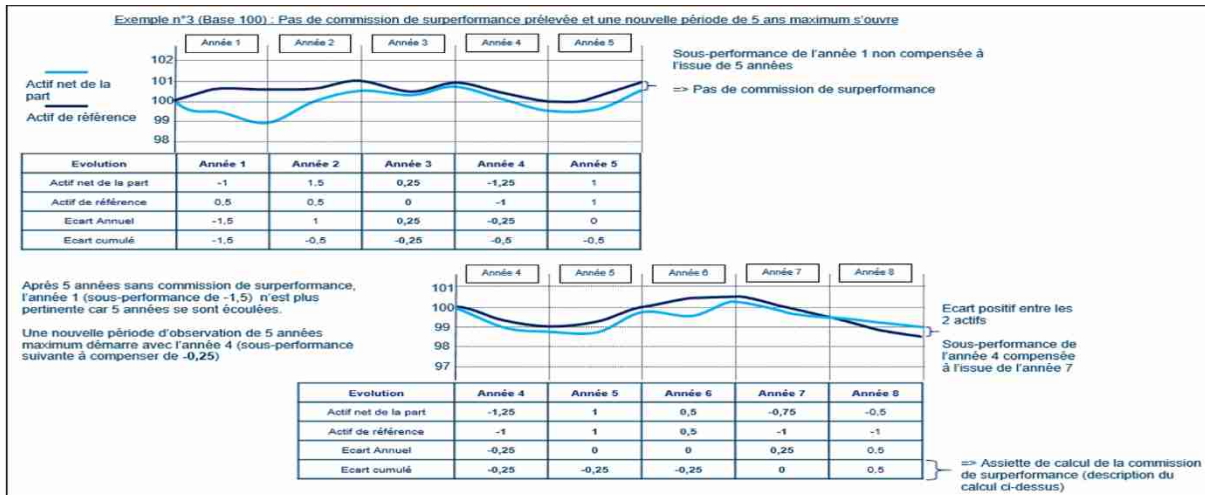 Exemple n°3 (Base 100) : Pas de commission de surperformance prélevée et une nouvelle période de 5 ans maximum s'ouvre
Année 1 Année 2 Année 3 Année 4 Année 5
102
101
100
99
98
Actif net de la
part
Actif de référence
Sous-performance de l'année 1 non compensée à
l'issue de 5 années
=> Pas de commission de surperformance
Evolution Année 1 Année 2 Année 3 Année 4 Année 5
Actif net de la part -1 1.5 0,25 -1,25 1
Actif de référence 0,5 0,5 0 -1 1
Ecart Annuel -1,5 1 0,25 -0,25 0
Ecart cumulé -1,5 -0,5 -0,25 -0,5 -0,5
Après 5 années sans commission de surperformance,
l'année 1 (sous-performance de -1,5) n'est plus
pertinente car 5 années se sont écoulées.
Une nouvelle période d'observation de 5 années
maximum démarre avec l'année 4 (sous-performance
suivante à compenser de -0,25)
Année 4 Année 5 Année 6 Année 7 Année 8
101
100
99
98
97
Ecart positif entre les
2 actifs
Sous-performance de
l'année 4 compensée
à l'issue de l'année 7
Evolution Année 4 Année 5 Année 6 Année 7 Année 8
Actif net de la part -1,25 1 0,5 -0,75 -0.5
Actif de référence -1 1 0,5 -1 -1
Ecart Annuel -0,25 0 0 0,25 0.5
Ecart cumulé -0,25 -0,25 -0,25 0 0,5
=> Assiette de calcul de la commission
de surperformance (description du
calcul ci-dessus)